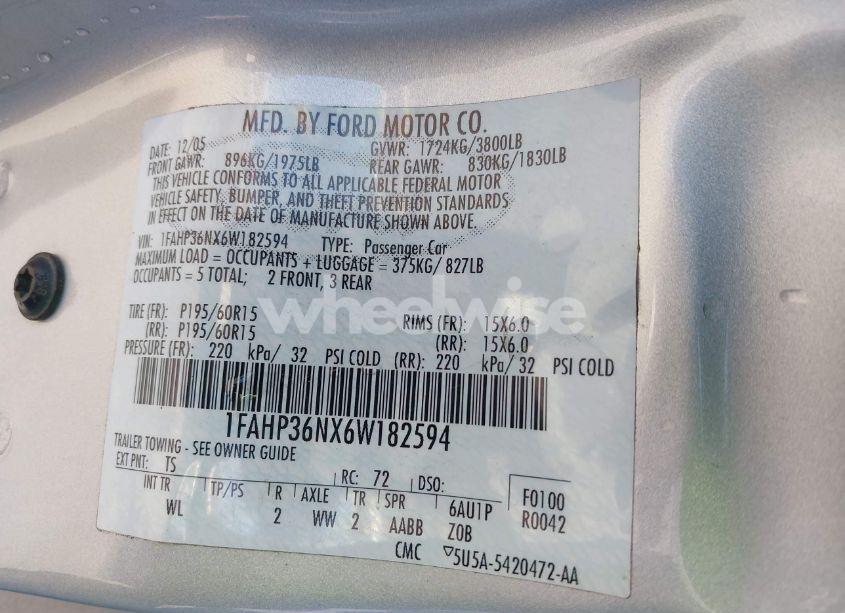 MFD. BY FORD MOTOR CO.
DATE: 12/05 GVWR: 1724KG/3800LB
FRONT GAWR: 896KG/1975LB REAR GAWR: 830KG/1830LB
THIS VEHICLE CONFORMS TO ALL APPLICABLE FEDERAL MOTOR
VEHICLE SAFETY, BUMPER, AND THEFT PREVENTION STANDARDS
IN EFFECT ON THE DATE OF MANUFACTURE SHOWN ABOVE.
VIN: 1FAHP36NX6W182594 TYPE: Passenger Car
MAXIMUM LOAD = OCCUPANTS + LUGGAGE = 375KG/ 827LB
OCCUPANTS = 5 TOTAL; 2 FRONT, 3 REAR
wheelwise
TIRE (FR): P195/60R15 RIMS (FR): 15X6.0
(RR): P195/60R15 (RR): 15X6.0
PRESSURE (FR): 220 kPa/ 32 PSI COLD (RR): 220 kPa/ 32 PSI COLD
1FAHP36NX6W182594
TRAILER TOWING - SEE OWNER GUIDE
EXT PNT: TS RC: 72 DSO:
INT TR TP/PS R AXLE TR SPR 6AU1P F0100
WL 2 WW 2 AABB Z0B R0042
CMC ▽5U5A-5420472-AA